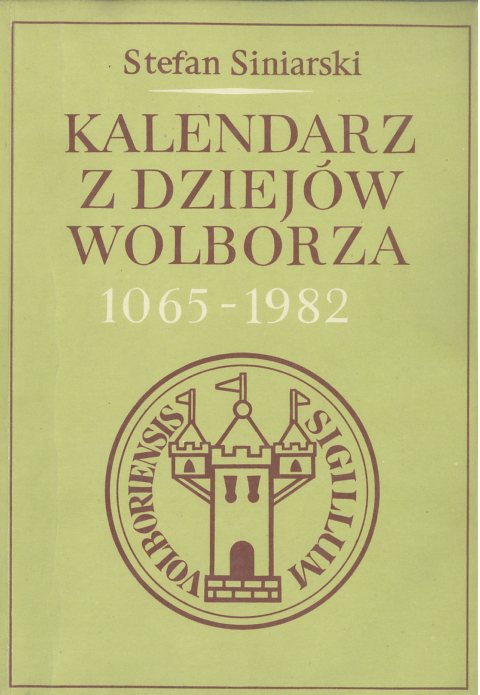 Stefan Siniarski
KALENDARZ
Z DZIEJÓW
WOLBORZA
1065-1982
VOLBORIENSIS
SIGILLUM